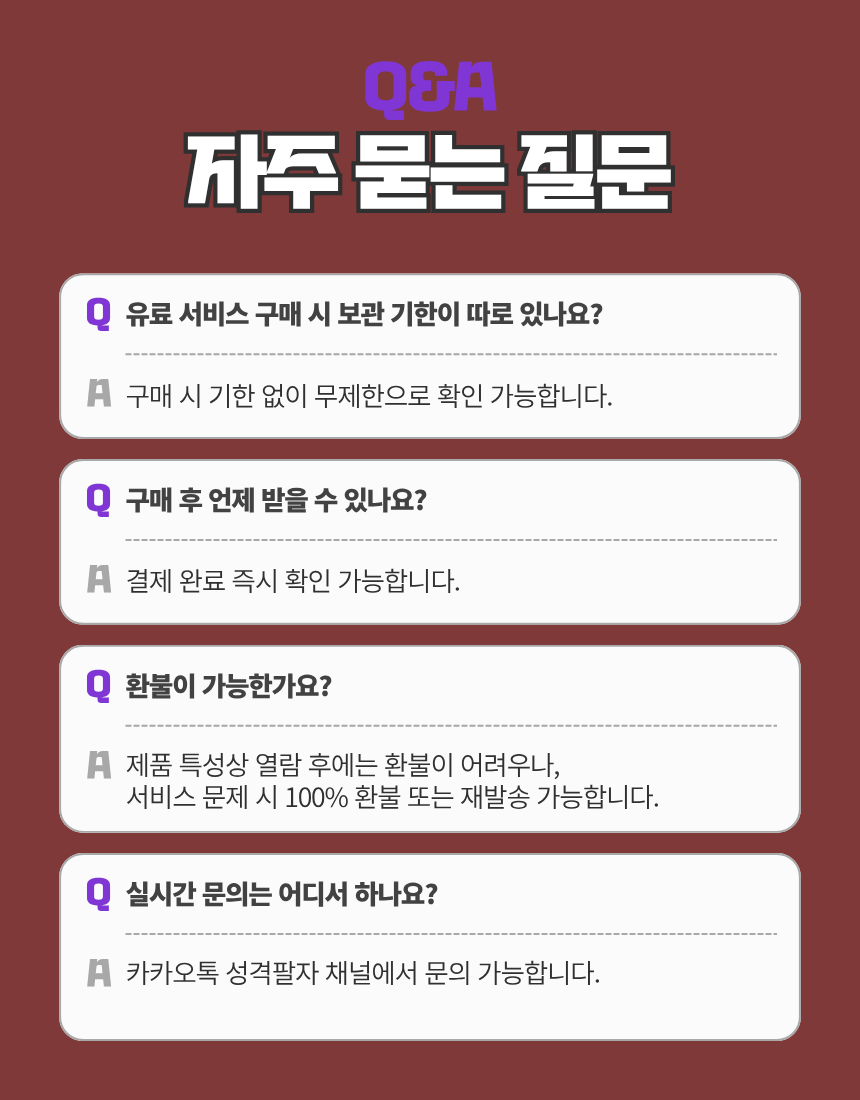 Q&A
자주 묻는 질문
Q 유료 서비스 구매 시 보관 기한이 따로 있나요?
A 구매 시 기한 없이 무제한으로 확인 가능합니다.
Q 구매 후 언제 받을 수 있나요?
A 결제 완료 즉시 확인 가능합니다.
Q 환불이 가능한가요?
A 제품 특성상 열람 후에는 환불이 어려우나,
서비스 문제 시 100% 환불 또는 재발송 가능합니다.
Q 실시간 문의는 어디서 하나요?
A 카카오톡 성격팔자 채널에서 문의 가능합니다.